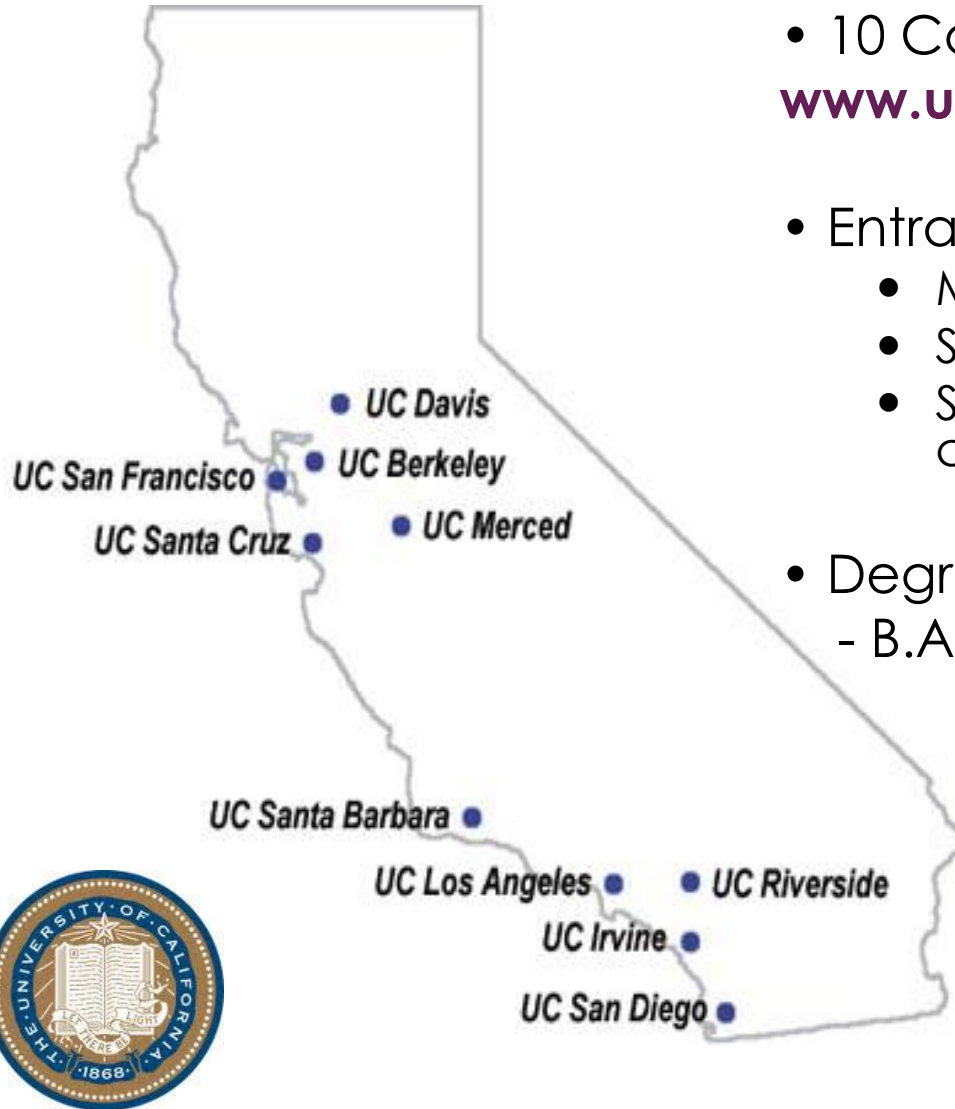 • 10 Co
www.u
• Entra
• M
• S
• S
c
• Degr
- B.A
UC Davis
UC Berkeley
UC San Francisco
UC Merced
UC Santa Cruz
UC Santa Barbara
UC Los Angeles
UC Riverside
UC Irvine
UC San Diego
THE·UNIVERSITY·OF·CALIFORNIA
LET THERE BE LIGHT
·1868·